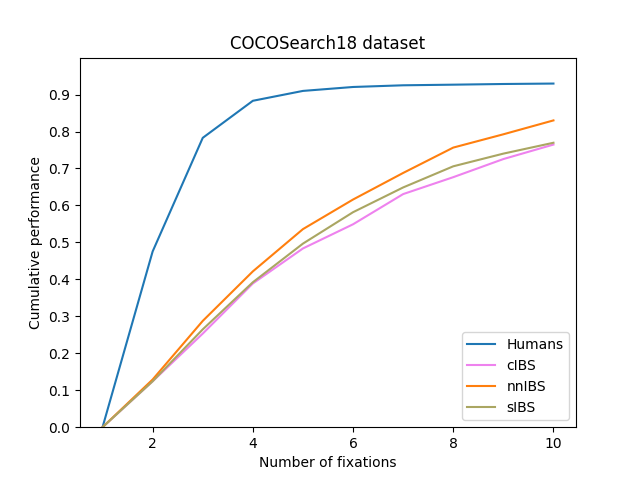 COCOSearch18 dataset
Cumulative performance
0.9
0.8
0.7
0.6
0.5
0.4
0.3
0.2
0.1
0.0
2 4 6 8 10
Number of fixations
Humans
cIBS
nnIBS
sIBS